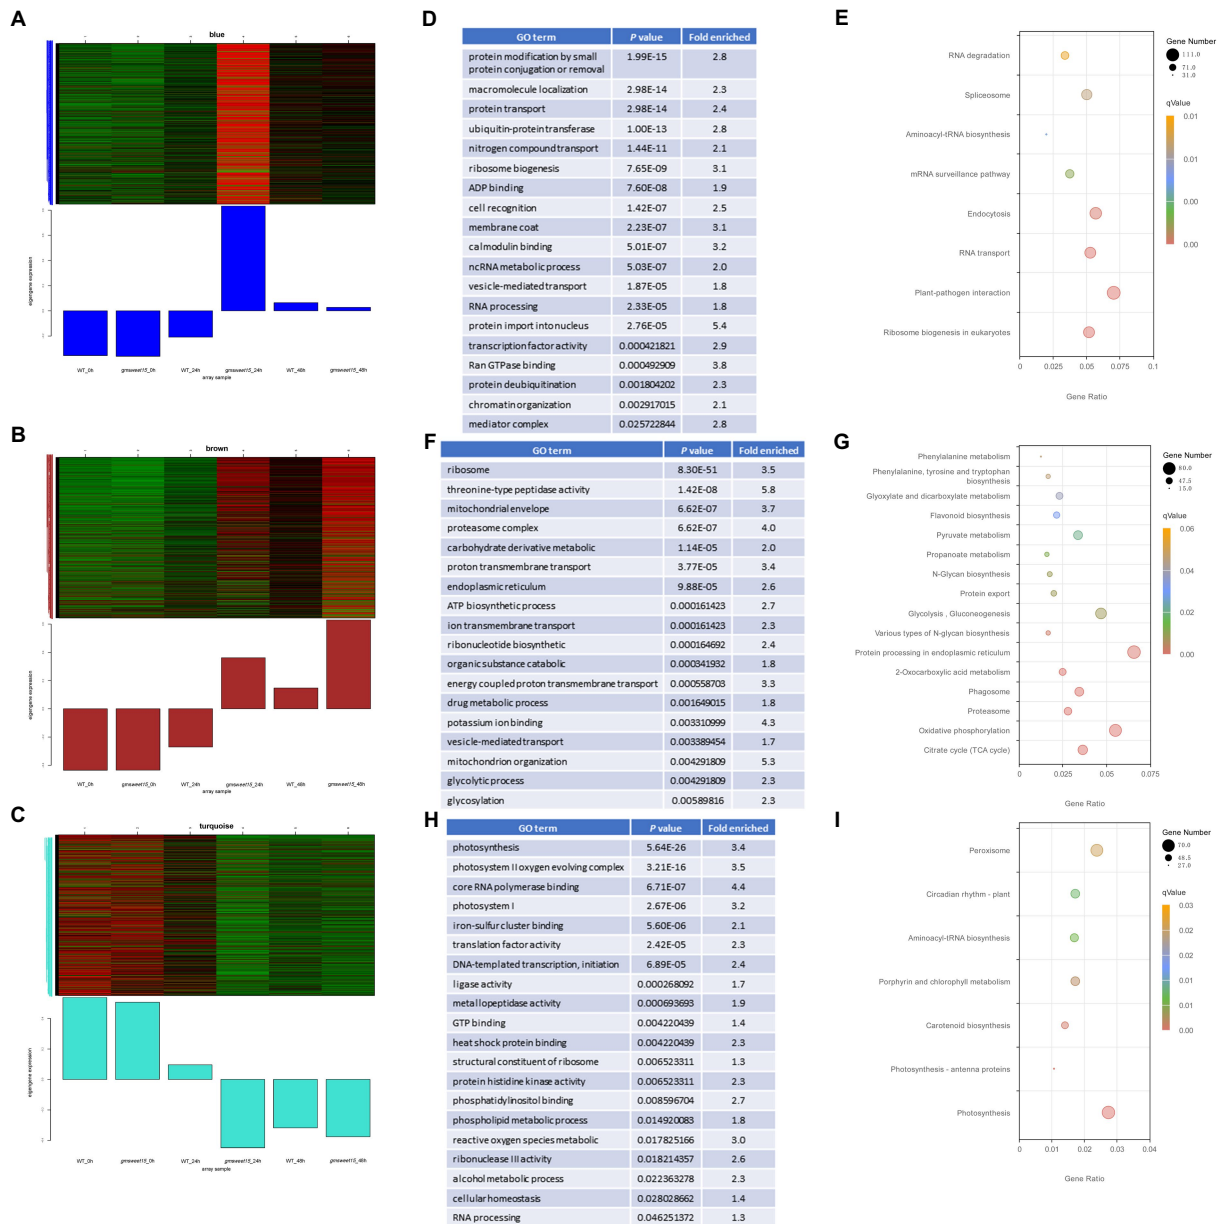 A
blue
eigengene expression
WT_0h
gmsweet15_0h
WT_24h
gmsweet15_24h
WT_48h
gmsweet15_48h
array sample
B
brown
eigengene expression
WT_0h
gmsweet15_0h
WT_24h
gmsweet15_24h
WT_48h
gmsweet15_48h
array sample
C
turquoise
eigengene expression
WT_0h
gmsweet15_0h
WT_24h
gmsweet15_24h
WT_48h
gmsweet15_48h
array sample
D
GO term P value Fold enriched
protein modification by small
protein conjugation or removal 1.99E-15 2.8
macromolecule localization 2.98E-14 2.3
protein transport 2.98E-14 2.4
ubiquitin-protein transferase 1.00E-13 2.8
nitrogen compound transport 1.44E-11 2.1
ribosome biogenesis 7.65E-09 3.1
ADP binding 7.60E-08 1.9
cell recognition 1.42E-07 2.5
membrane coat 2.23E-07 3.1
calmodulin binding 5.01E-07 3.2
ncRNA metabolic process 5.03E-07 2.0
vesicle-mediated transport 1.87E-05 1.8
RNA processing 2.33E-05 1.8
protein import into nucleus 2.76E-05 5.4
transcription factor activity 0.000421821 2.9
Ran GTPase binding 0.000492909 3.8
protein deubiquitination 0.001804202 2.3
chromatin organization 0.002917015 2.1
mediator complex 0.025722844 2.8
E
RNA degradation
Spliceosome
Aminoacyl-tRNA biosynthesis
mRNA surveillance pathway
Endocytosis
RNA transport
Plant-pathogen interaction
Ribosome biogenesis in eukaryotes
0 0.025 0.05 0.075 0.1
Gene Ratio
Gene Number
111.0
71.0
31.0
qValue
0.01
0.01
0.00
0.00
F
GO term P value Fold enriched
ribosome 8.30E-51 3.5
threonine-type peptidase activity 1.42E-08 5.8
mitochondrial envelope 6.62E-07 3.7
proteasome complex 6.62E-07 4.0
carbohydrate derivative metabolic 1.14E-05 2.0
proton transmembrane transport 3.77E-05 3.4
endoplasmic reticulum 9.88E-05 2.6
ATP biosynthetic process 0.000161423 2.7
ion transmembrane transport 0.000161423 2.3
ribonucleotide biosynthetic 0.000164692 2.4
organic substance catabolic 0.000341932 1.8
energy coupled proton transmembrane transport 0.000558703 3.3
drug metabolic process 0.001649015 1.8
potassium ion binding 0.003310999 4.3
vesicle-mediated transport 0.003389454 1.7
mitochondrion organization 0.004291809 5.3
glycolytic process 0.004291809 2.3
glycosylation 0.00589816 2.3
G
Phenylalanine metabolism
Phenylalanine, tyrosine and tryptophan
biosynthesis
Glyoxylate and dicarboxylate metabolism
Flavonoid biosynthesis
Pyruvate metabolism
Propanoate metabolism
N-Glycan biosynthesis
Protein export
Glycolysis , Gluconeogenesis
Various types of N-glycan biosynthesis
Protein processing in endoplasmic reticulum
2-Oxocarboxylic acid metabolism
Phagosome
Proteasome
Oxidative phosphorylation
Citrate cycle (TCA cycle)
0 0.025 0.05 0.075
Gene Ratio
Gene Number
80.0
47.5
15.0
qValue
0.06
0.04
0.02
0.00
H
GO term P value Fold enriched
photosynthesis 5.64E-26 3.4
photosystem II oxygen evolving complex 3.21E-16 3.5
core RNA polymerase binding 6.71E-07 4.4
photosystem I 2.67E-06 3.2
iron-sulfur cluster binding 5.60E-06 2.1
translation factor activity 2.42E-05 2.3
DNA-templated transcription, initiation 6.89E-05 2.4
ligase activity 0.000268092 1.7
metallopeptidase activity 0.000693693 1.9
GTP binding 0.004220439 1.4
heat shock protein binding 0.004220439 2.3
structural constituent of ribosome 0.006523311 1.3
protein histidine kinase activity 0.006523311 2.3
phosphatidylinositol binding 0.008596704 2.7
phospholipid metabolic process 0.014920083 1.8
reactive oxygen species metabolic 0.017825166 3.0
ribonuclease III activity 0.018214357 2.6
alcohol metabolic process 0.022363278 2.3
cellular homeostasis 0.028028662 1.4
RNA processing 0.046251372 1.3
I
Peroxisome
Circadian rhythm - plant
Aminoacyl-tRNA biosynthesis
Porphyrin and chlorophyll metabolism
Carotenoid biosynthesis
Photosynthesis - antenna proteins
Photosynthesis
0 0.01 0.02 0.03 0.04
Gene Ratio
Gene Number
70.0
48.5
27.0
qValue
0.03
0.02
0.01
0.01
0.00